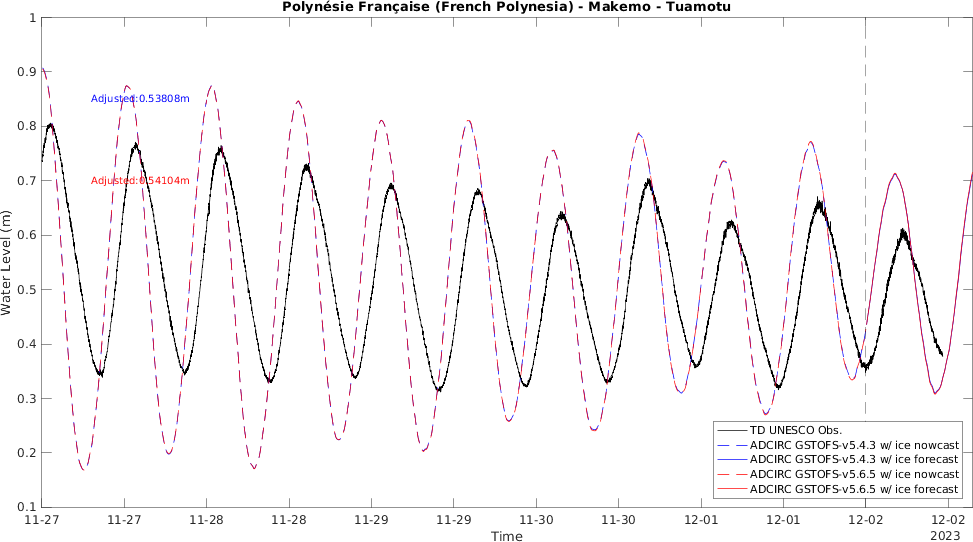 Polynésie Française (French Polynesia) - Makemo - Tuamotu
1
0.9
0.8
0.7
0.6
0.5
0.4
0.3
0.2
0.1
Water Level (m)
Adjusted:0.53808m
Adjusted:0.54104m
TD UNESCO Obs.
ADCIRC GSTOFS-v5.4.3 w/ ice nowcast
ADCIRC GSTOFS-v5.4.3 w/ ice forecast
ADCIRC GSTOFS-v5.6.5 w/ ice nowcast
ADCIRC GSTOFS-v5.6.5 w/ ice forecast
11-27 11-27 11-28 11-28 11-29 11-29 11-30 11-30 12-01 12-01 12-02 12-02
2023
Time